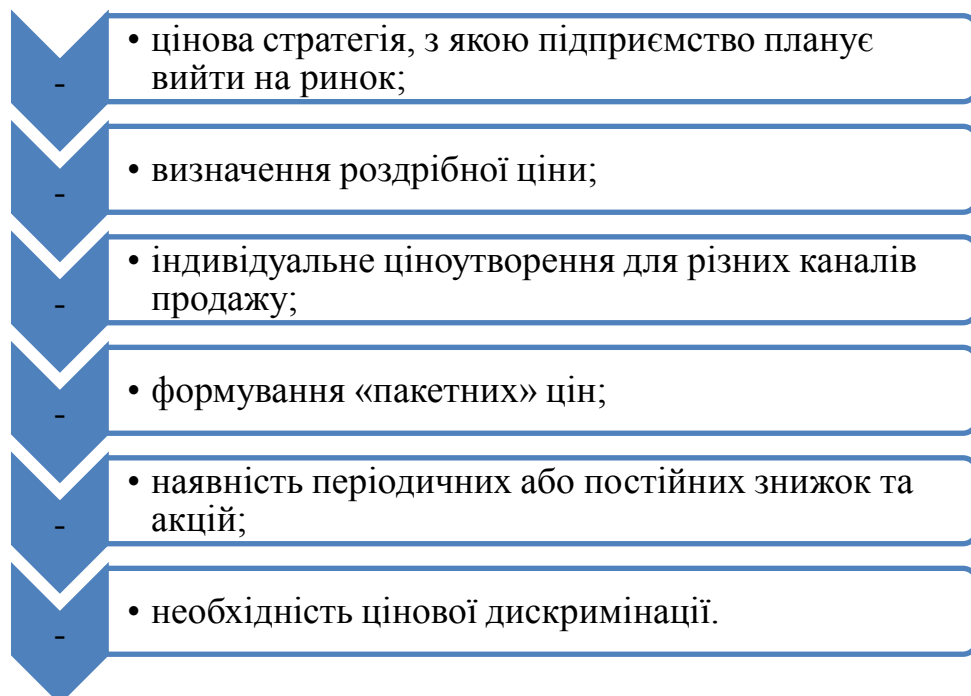 -
• цінова стратегія, з якою підприємство планує
вийти на ринок;
-
• визначення роздрібної ціни;
-
• індивідуальне ціноутворення для різних каналів
продажу;
-
• формування «пакетних» цін;
-
• наявність періодичних або постійних знижок та
акцій;
-
• необхідність цінової дискримінації.